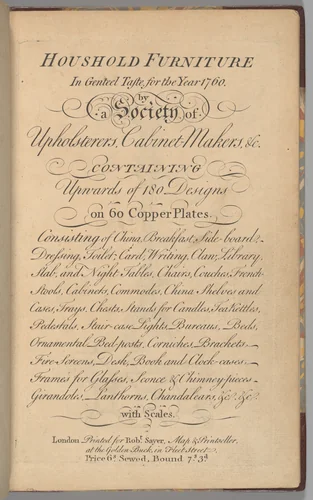 HOUSHOLD FURNITURE
In Genteel Taste, for the Year 1760.
by
a Society of
Upholsterers, Cabinet-Makers, &c.
CONTAINING
Upwards of 180 Designs
on 60 Copper Plates.
Consisting of China, Breakfast, Side-board,
Dressing, Toilet, Card, Writing, Claw, Library,
Slab, and Night Tables, Chairs, Couches, French-
Stools, Cabinets, Commodes, China Shelves and
Cases, Trays, Chests, Stands for Candles, Tea Kettles,
Pedestals, Stair-case Lights, Bureaus, Beds,
Ornamental Bed-posts, Corniches, Brackets,
Fire-Screens, Desk, Book and Clock-cases,
Frames for Glasses, Sconce & Chimney pieces,
Girandoles, Lanthorns, Chandalears, &c. &c.
with Scales.
London Printed for Robt. Sayer, Map & Printseller,
at the Golden Buck, in Fleet Street.
Price 6s. Sewed, Bound 7s. 3d.